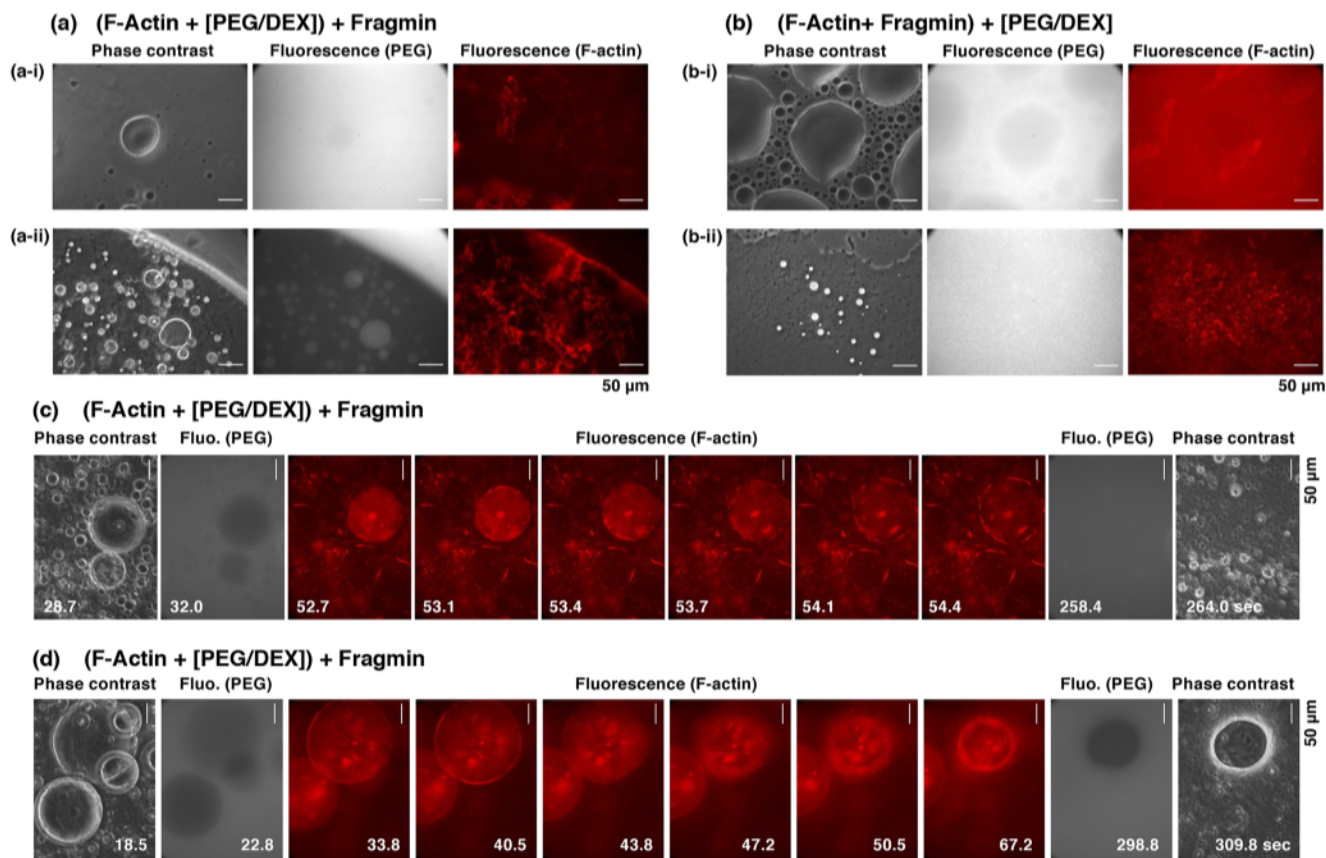 (a) (F-Actin + [PEG/DEX]) + Fragmin
Phase contrast Fluorescence (PEG) Fluorescence (F-actin)
(a-i)
(a-ii)
50 µm
(b) (F-Actin+ Fragmin) + [PEG/DEX]
Phase contrast Fluorescence (PEG) Fluorescence (F-actin)
(b-i)
(b-ii)
50 µm
(c) (F-Actin + [PEG/DEX]) + Fragmin
Phase contrast Fluo. (PEG) Fluorescence (F-actin) Fluo. (PEG) Phase contrast
28.7 32.0 52.7 53.1 53.4 53.7 54.1 54.4 258.4 264.0 sec
50 µm
(d) (F-Actin + [PEG/DEX]) + Fragmin
Phase contrast Fluo. (PEG) Fluorescence (F-actin) Fluo. (PEG) Phase contrast
18.5 22.8 33.8 40.5 43.8 47.2 50.5 67.2 298.8 309.8 sec
50 µm